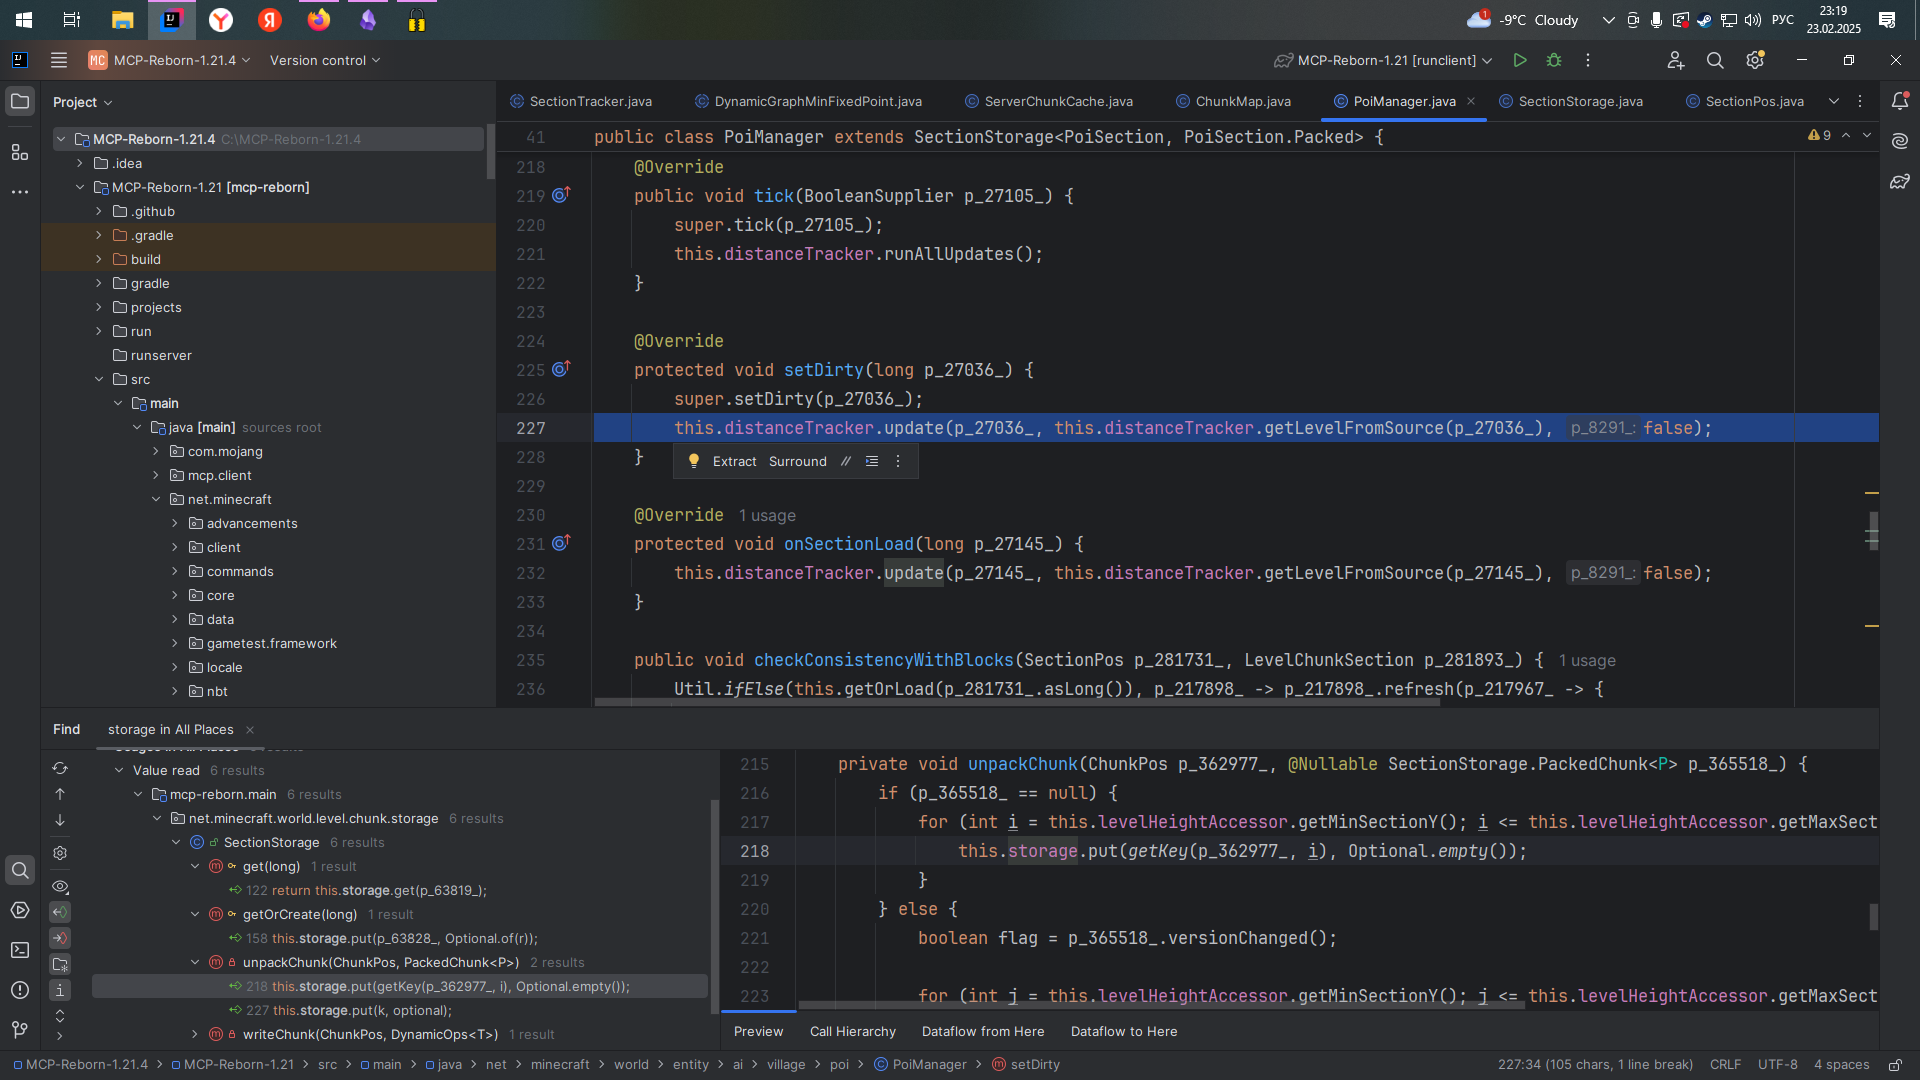 -9°C Cloudy
РУС
23:19
23.02.2025
MC MCP-Reborn-1.21.4
Version control
MCP-Reborn-1.21 [runclient]
Project
SectionTracker.java
DynamicGraphMinFixedPoint.java
ServerChunkCache.java
ChunkMap.java
PoiManager.java
SectionStorage.java
SectionPos.java
MCP-Reborn-1.21.4 C:\MCP-Reborn-1.21.4
.idea
MCP-Reborn-1.21 [mcp-reborn]
.github
.gradle
build
gradle
projects
run
runserver
src
main
java [main] sources root
com.mojang
mcp.client
net.minecraft
advancements
client
commands
core
data
gametest.framework
locale
nbt
41 public class PoiManager extends SectionStorage<PoiSection, PoiSection.Packed> {
9
218 @Override
219 public void tick(BooleanSupplier p_27105_) {
220 super.tick(p_27105_);
221 this.distanceTracker.runAllUpdates();
222 }
223
224 @Override
225 protected void setDirty(long p_27036_) {
226 super.setDirty(p_27036_);
227 this.distanceTracker.update(p_27036_, this.distanceTracker.getLevelFromSource(p_27036_), p_8291_: false);
228 }
Extract Surround //
229
230 @Override 1 usage
231 protected void onSectionLoad(long p_27145_) {
232 this.distanceTracker.update(p_27145_, this.distanceTracker.getLevelFromSource(p_27145_), p_8291_: false);
233 }
234
235 public void checkConsistencyWithBlocks(SectionPos p_281731_, LevelChunkSection p_281893_) { 1 usage
236 Util.ifElse(this.getOrLoad(p_281731_.asLong()), p_217898_ -> p_217898_.refresh(p_217967_ -> {
Find
storage in All Places
Value read 6 results
mcp-reborn.main 6 results
net.minecraft.world.level.chunk.storage 6 results
SectionStorage 6 results
get(long) 1 result
122 return this.storage.get(p_63819_);
getOrCreate(long) 1 result
158 this.storage.put(p_63828_, Optional.of(r));
unpackChunk(ChunkPos, PackedChunk<P>) 2 results
218 this.storage.put(getKey(p_362977_, i), Optional.empty());
227 this.storage.put(k, optional);
writeChunk(ChunkPos, DynamicOps<T>) 1 result
215 private void unpackChunk(ChunkPos p_362977_, @Nullable SectionStorage.PackedChunk<P> p_365518_) {
216 if (p_365518_ == null) {
217 for (int i = this.levelHeightAccessor.getMinSectionY(); i <= this.levelHeightAccessor.getMaxSect
218 this.storage.put(getKey(p_362977_, i), Optional.empty());
219 }
220 } else {
221 boolean flag = p_365518_.versionChanged();
222
223 for (int j = this.levelHeightAccessor.getMinSectionY(); j <= this.levelHeightAccessor.getMaxSect
Preview
Call Hierarchy
Dataflow from Here
Dataflow to Here
MCP-Reborn-1.21.4 > MCP-Reborn-1.21 > src > main > java > net > minecraft > world > entity > ai > village > poi > PoiManager > setDirty
227:34 (105 chars, 1 line break)
CRLF
UTF-8
4 spaces